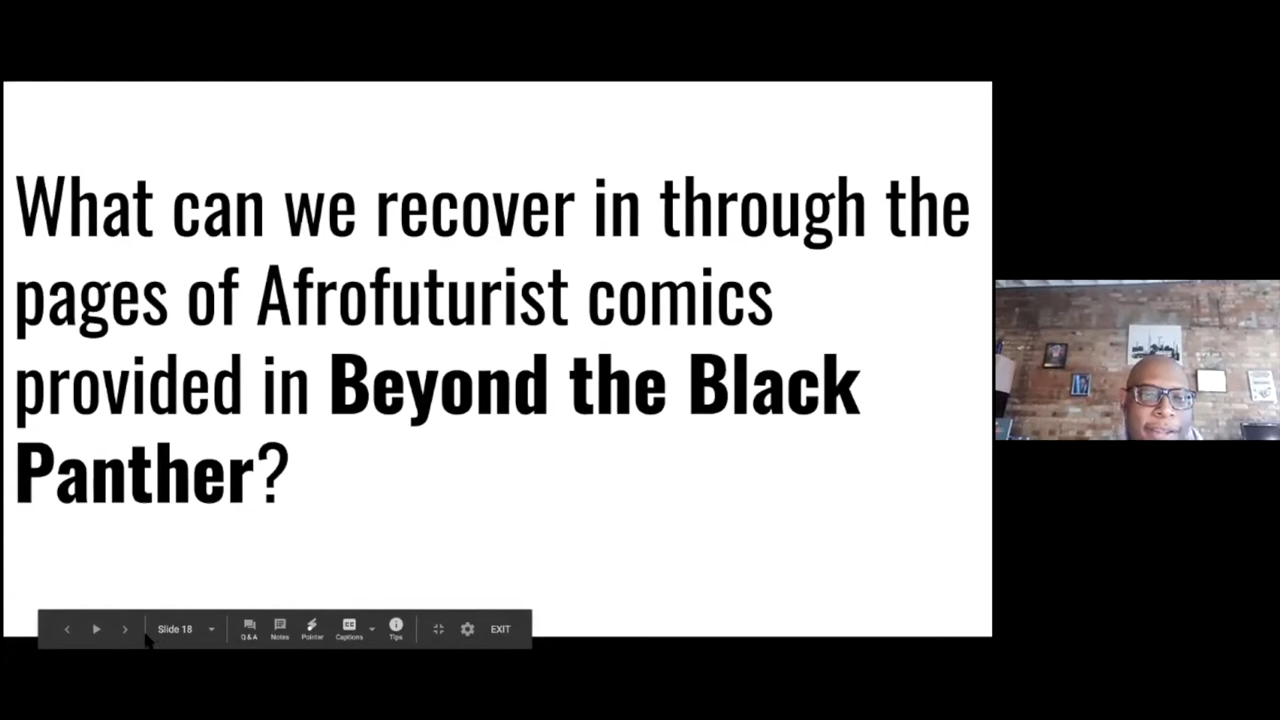 What can we recover in through the
pages of Afrofuturist comics
provided in Beyond the Black
Panther?
Slide 18
Q&A
Notes
Pointer
CC
Captions
Tips
EXIT